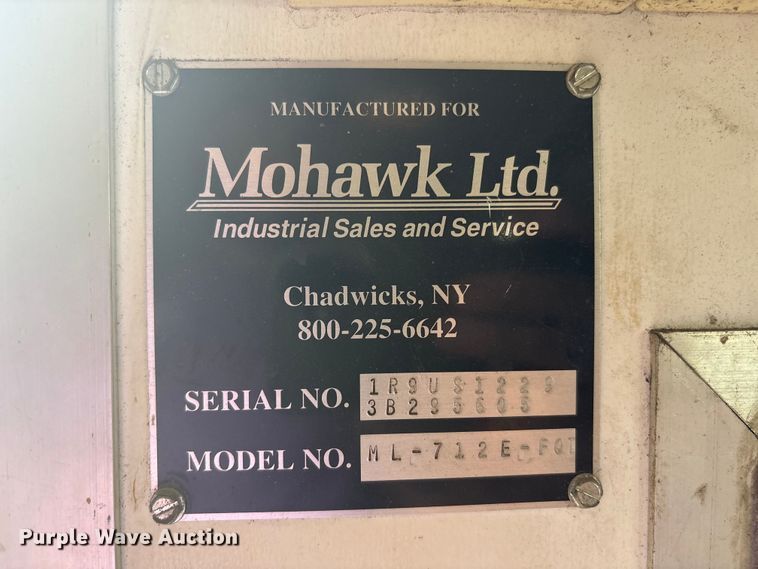 MANUFACTURED FOR
Mohawk Ltd.
Industrial Sales and Service
Chadwicks, NY
800-225-6642
SERIAL NO. 1R9US1229
3B295605
MODEL NO. ML-712E-FQT
Purple Wave Auction